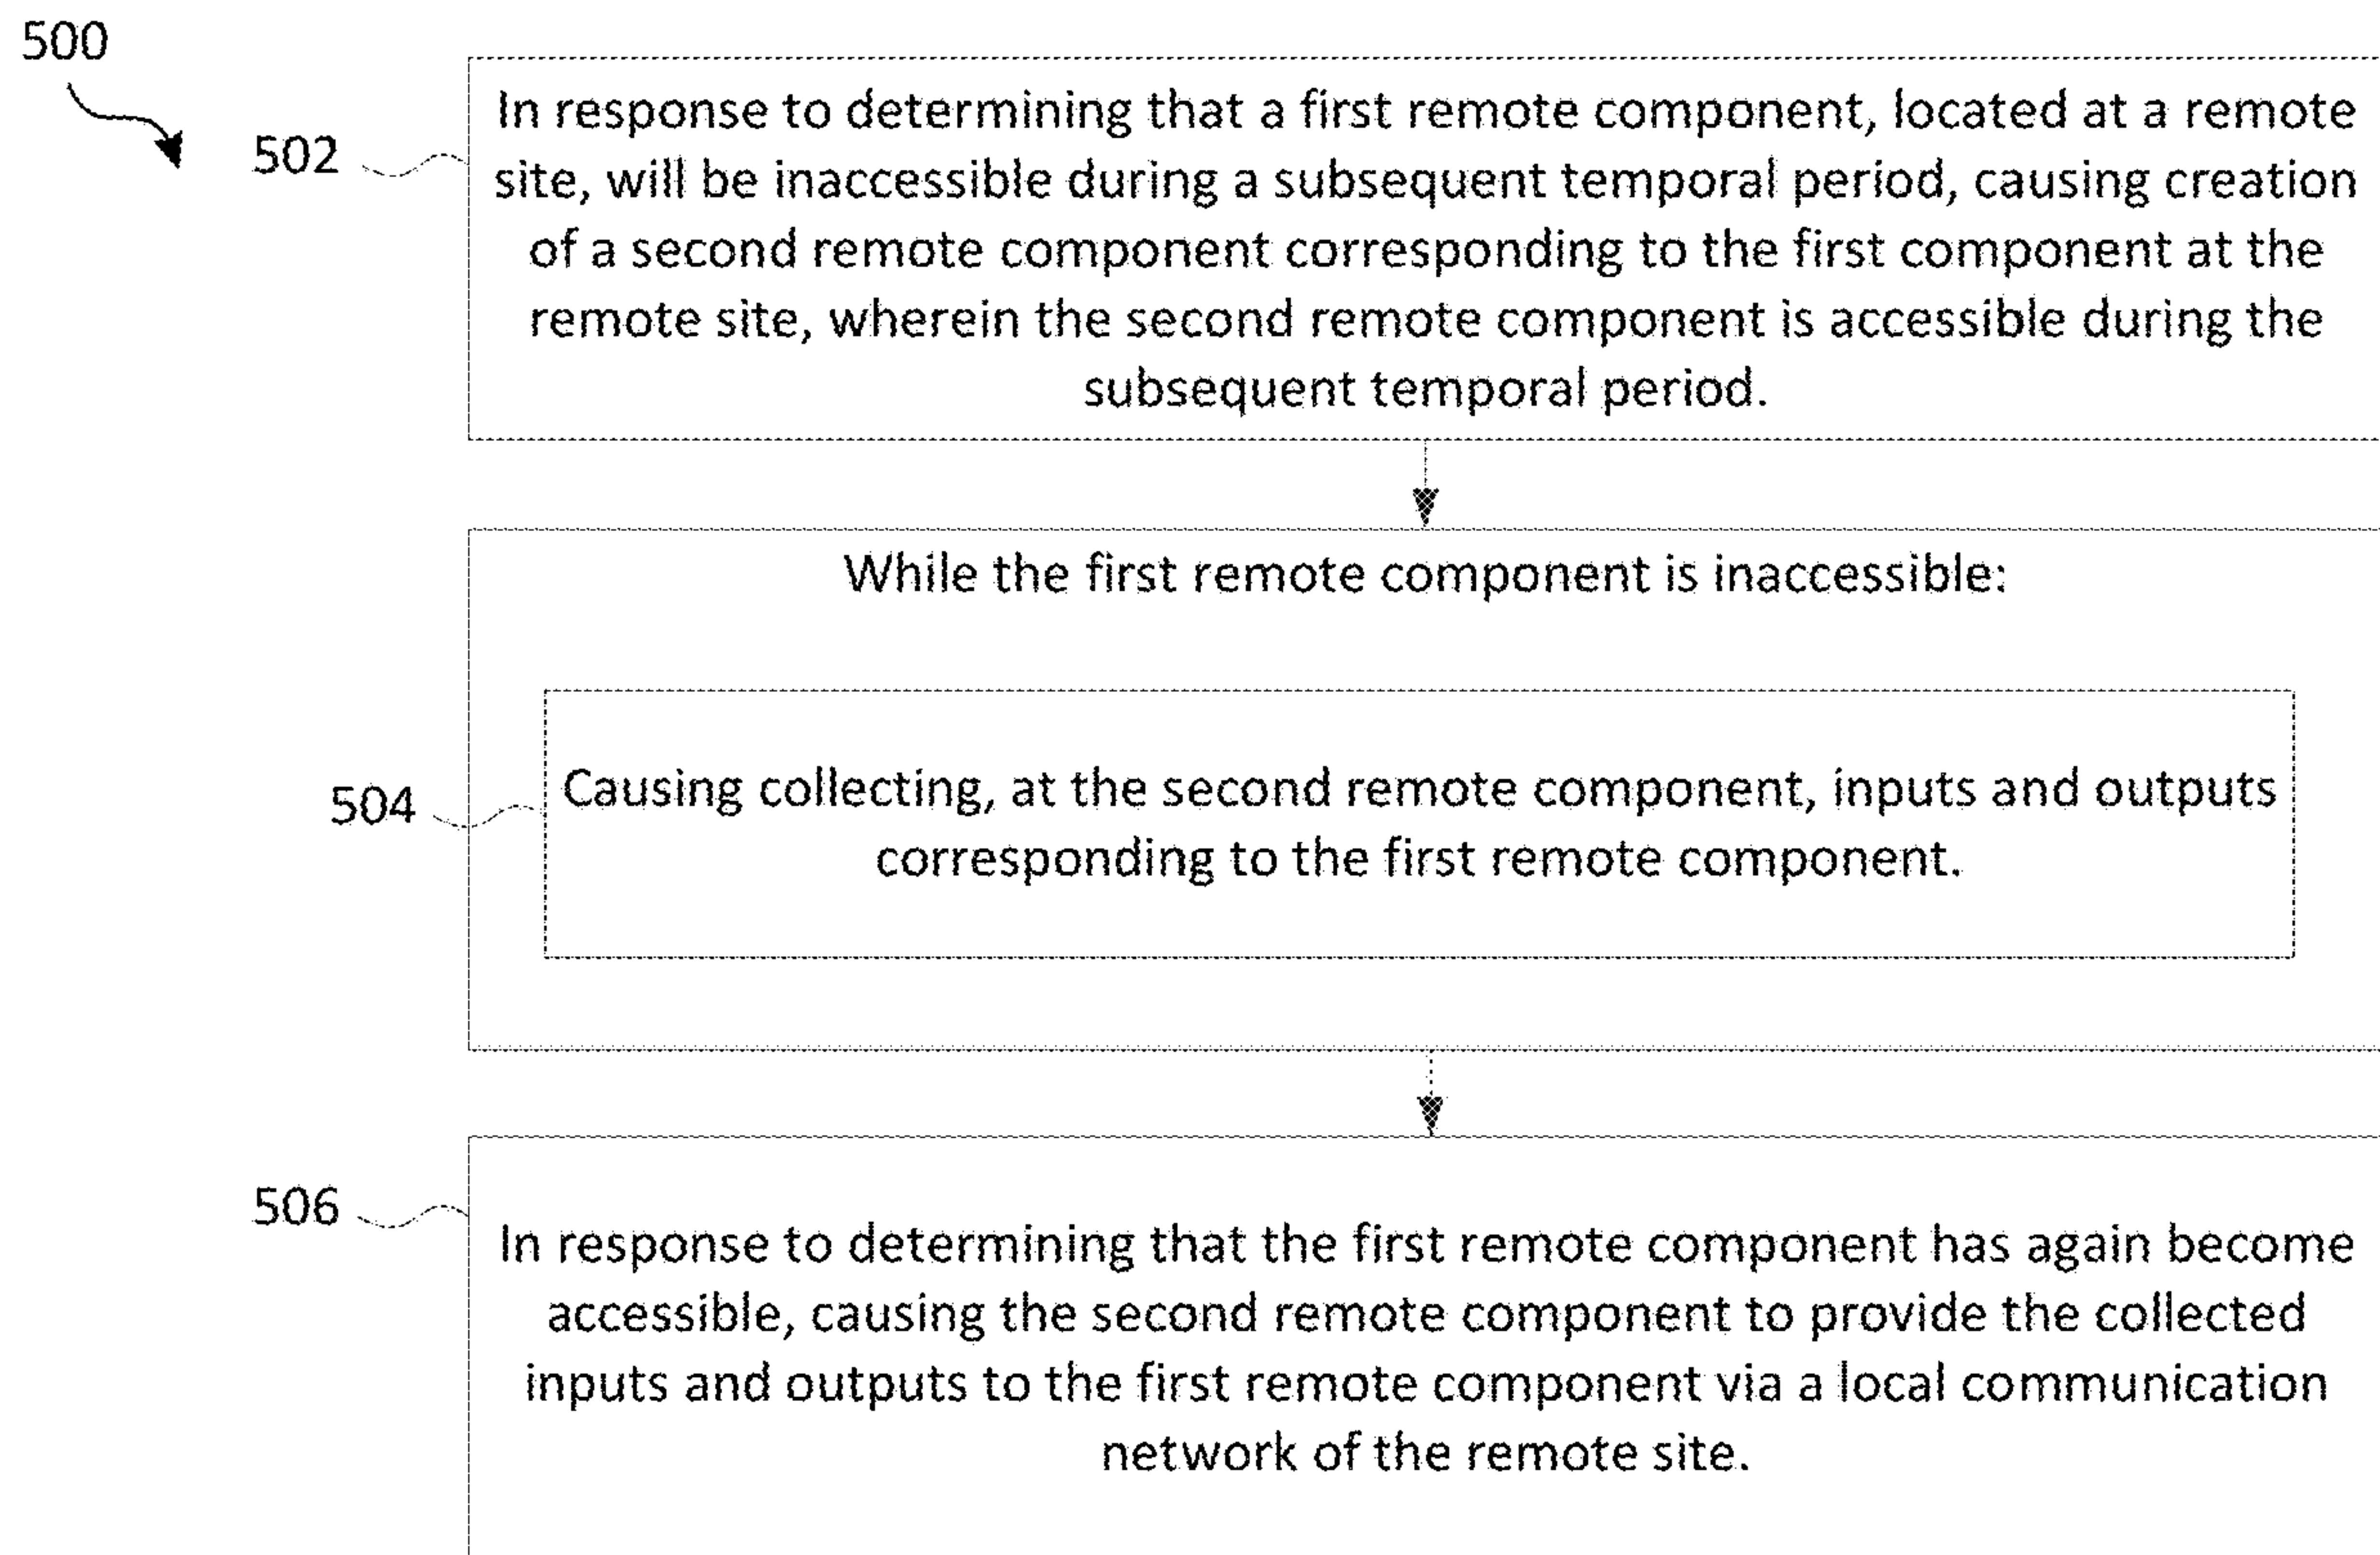 500
502
In response to determining that a first remote component, located at a remote
site, will be inaccessible during a subsequent temporal period, causing creation
of a second remote component corresponding to the first component at the
remote site, wherein the second remote component is accessible during the
subsequent temporal period.
While the first remote component is inaccessible:
504
Causing collecting, at the second remote component, inputs and outputs
corresponding to the first remote component.
506
In response to determining that the first remote component has again become
accessible, causing the second remote component to provide the collected
inputs and outputs to the first remote component via a local communication
network of the remote site.